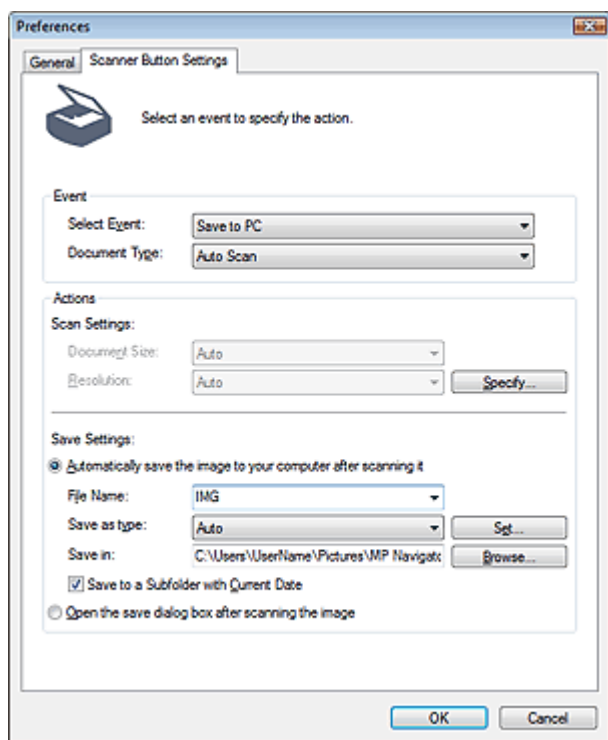 Preferences
General Scanner Button Settings
Select an event to specify the action.
Event
Select Event: Save to PC
Document Type: Auto Scan
Actions
Scan Settings:
Document Size: Auto
Resolution: Auto Specify...
Save Settings:
Automatically save the image to your computer after scanning it
File Name: IMG
Save as type: Auto Set...
Save in: C:\Users\UserName\Pictures\MP Navigato Browse...
Save to a Subfolder with Current Date
Open the save dialog box after scanning the image
OK Cancel